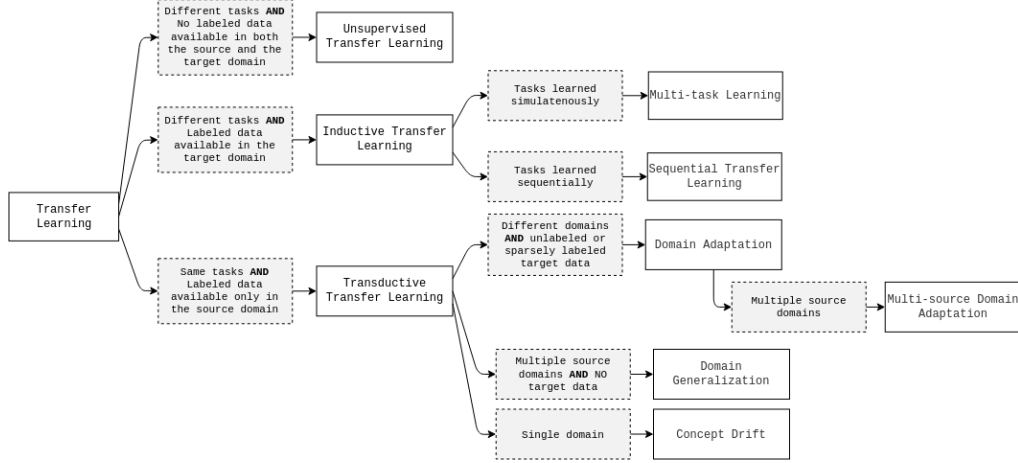 Different tasks AND
No labeled data
available in both
the source and the
target domain
Unsupervised
Transfer Learning
Tasks learned
simulatenously
Multi-task Learning
Different tasks AND
Labeled data
available in the
target domain
Inductive Transfer
Learning
Tasks learned
sequentially
Sequential Transfer
Learning
Transfer
Learning
Different domains
AND unlabeled or
sparsely labeled
target data
Domain Adaptation
Same tasks AND
Labeled data
available only in
the source domain
Transductive
Transfer Learning
Multiple source
domains
Multi-source Domain
Adaptation
Multiple source
domains AND NO
target data
Domain
Generalization
Single domain
Concept Drift